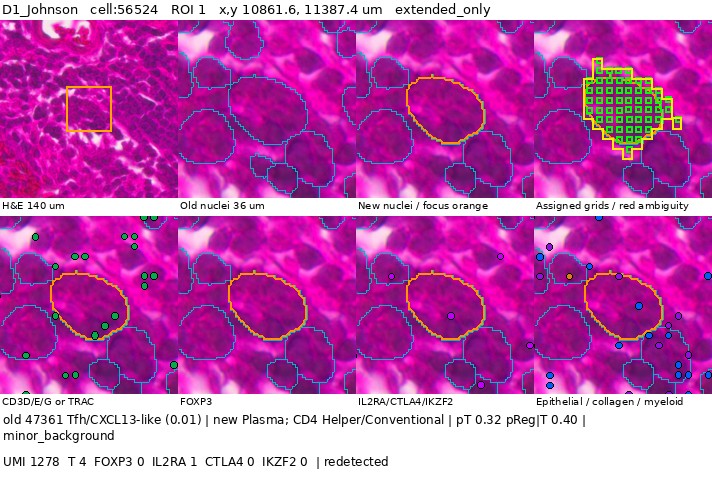 D1_Johnson cell:56524 ROI 1 x,y 10861.6, 11387.4 um extended_only
H&E 140 um
Old nuclei 36 um
New nuclei / focus orange
Assigned grids / red ambiguity
CD3D/E/G or TRAC
FOXP3
IL2RA/CTLA4/IKZF2
Epithelial / collagen / myeloid
old 47361 Tfh/CXCL13-like (0.01) | new Plasma; CD4 Helper/Conventional | pT 0.32 pReg|T 0.40 |
minor_background
UMI 1278 T 4 FOXP3 0 IL2RA 1 CTLA4 0 IKZF2 0 | redetected